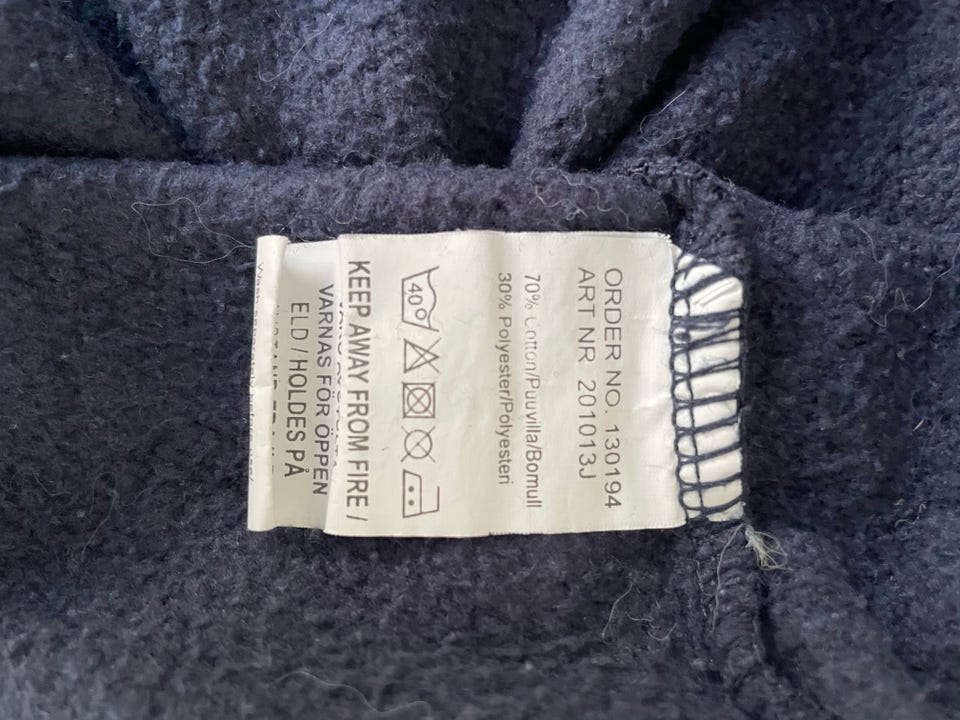 ORDER NO. 130194
ART NR 201013J
70% Cotton/Puuvilla/Bomull
30% Polyester/Polyesteri
40°
KEEP AWAY FROM FIRE /
VARNAS FÖR ÖPPEN
ELD / HOLDES PÅ